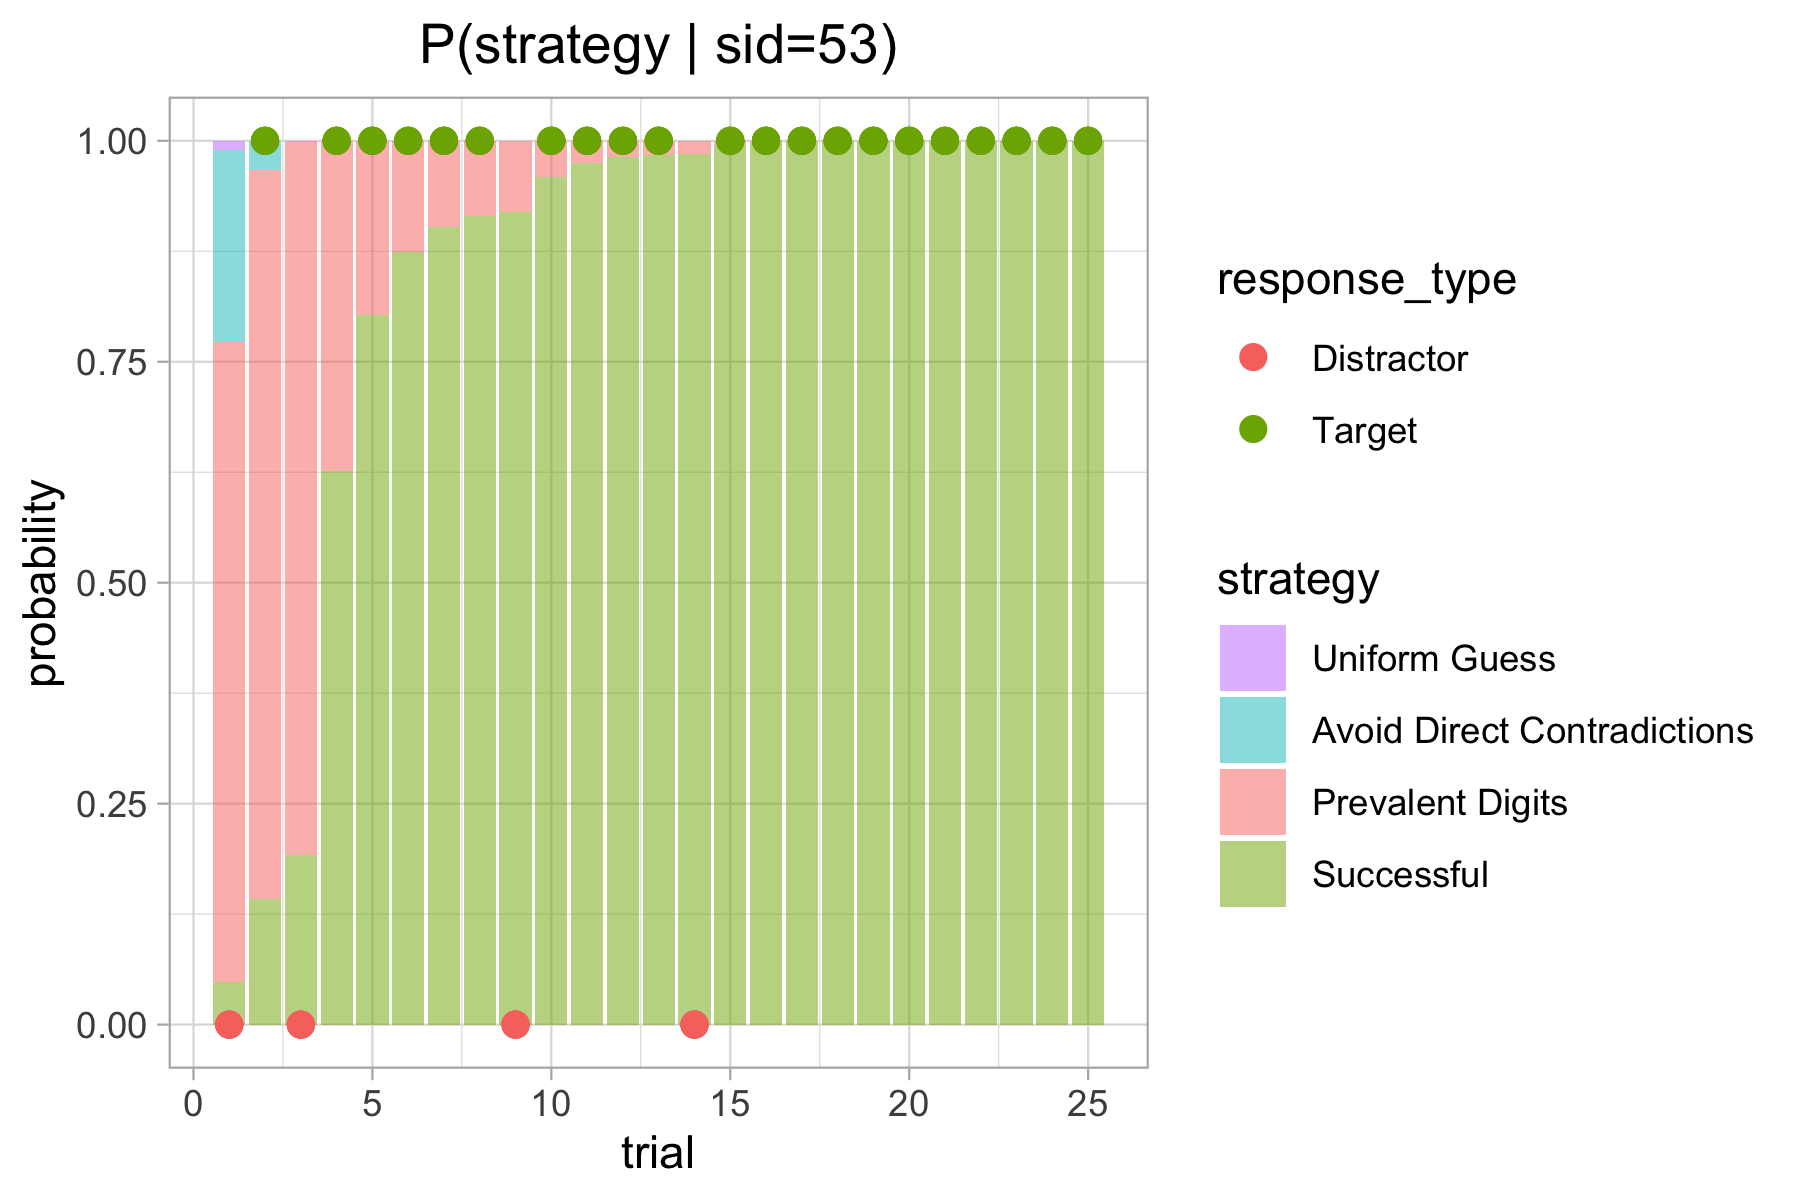 P(strategy | sid=53)
1.00
0.75
0.50
0.25
0.00
probability
0 5 10 15 20 25
trial
response_type
Distractor
Target
strategy
Uniform Guess
Avoid Direct Contradictions
Prevalent Digits
Successful